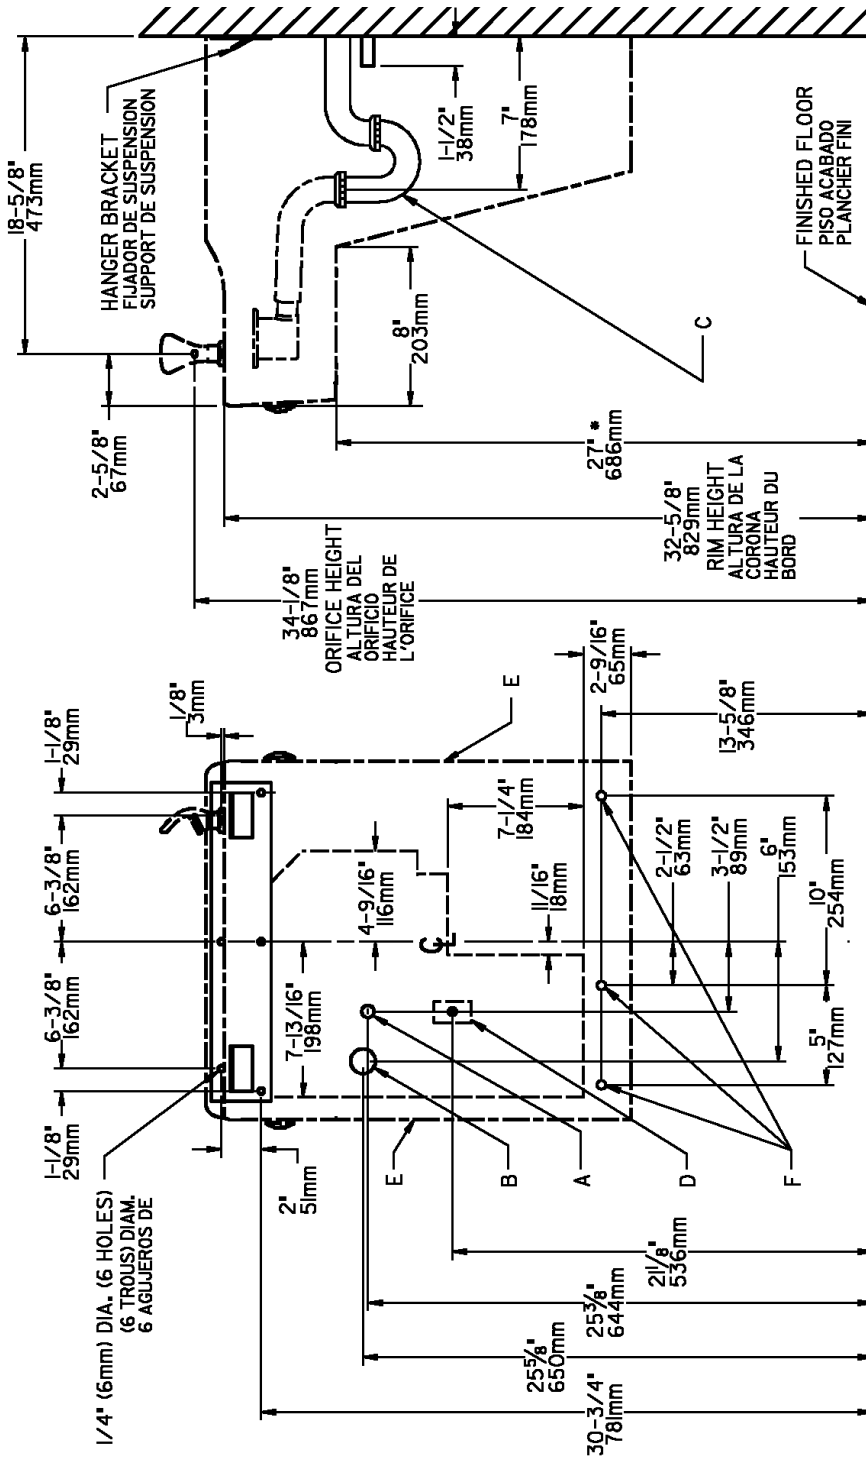 18-5/8"
473mm
HANGER BRACKET
FIJADOR DE SUSPENSION
SUPPORT DE SUSPENSION
2-5/8"
67mm
1-1/2"
38mm
7"
178mm
8"
203mm
C
FINISHED FLOOR
PISO ACABADO
PLANCHER FINI
27" *
686mm
32-5/8"
829mm
RIM HEIGHT
ALTURA DE LA
CORONA
HAUTEUR DU
BORD
34-1/8"
867mm
ORIFICE HEIGHT
ALTURA DEL
ORIFICIO
HAUTEUR DE
L'ORIFICE
1-1/8"
29mm
1/8"
3mm
6-3/8"
162mm
6-3/8"
162mm
1-1/8"
29mm
1/4" (6mm) DIA. (6 HOLES)
(6 TROUS) DIAM.
6 AGUJEROS DE
E
2-9/16"
65mm
13-5/8"
346mm
7-1/4"
184mm
4-9/16"
116mm
11/16"
18mm
CL
7-13/16"
198mm
2-1/2"
63mm
3-1/2"
89mm
6"
153mm
10"
254mm
5"
127mm
2"
51mm
E
B
A
D
F
21 1/8"
536mm
25 3/8"
644mm
25 5/8"
650mm
30-3/4"
781mm